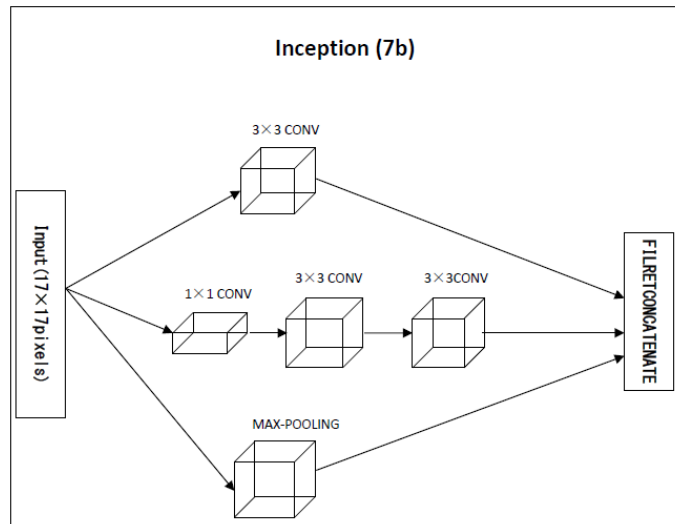 Inception (7b)
3×3 CONV
Input(17×17pixels)
1×1 CONV
3×3 CONV
3×3CONV
FILRETCONCATENATE
MAX-POOLING